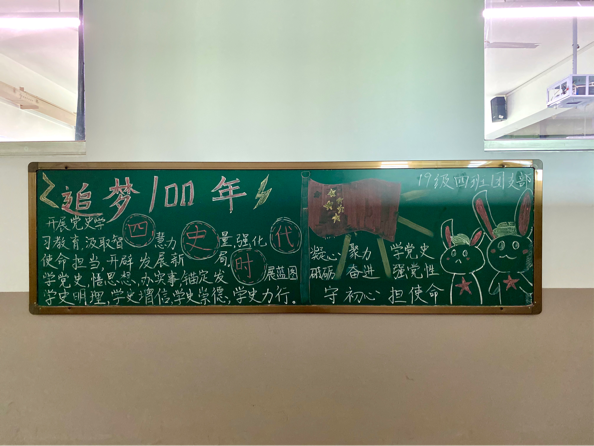 追梦100年
开展党史学
习教育,汲取智慧力量,强化
使命担当,开辟发展新局
展蓝图
学党史,悟思想,办实事,锚定发
学史明理,学史增信,学史崇德,学史力行。
四 史 时 代
19级四班团支部
聚力 学党史
砥砺 奋进 强党性
守初心 担使命